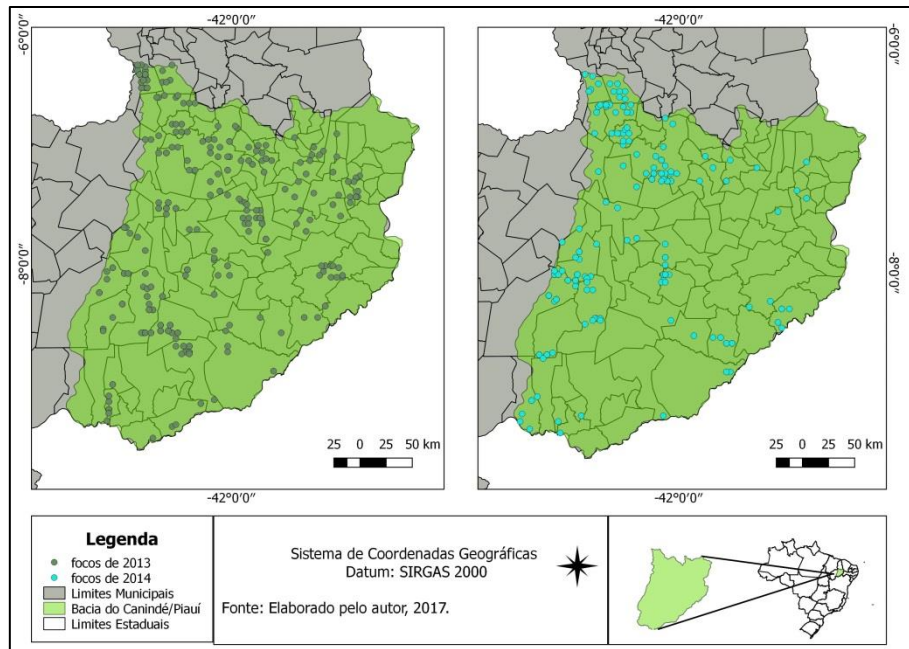 -42°0'0"
-42°0'0"
-6°0'0"
-6°0'0"
-8°0'0"
-8°0'0"
25 0 25 50 km
25 0 25 50 km
-42°0'0"
-42°0'0"
Legenda
focos de 2013
focos de 2014
Limites Municipais
Bacia do Canindé/Piauí
Limites Estaduais
Sistema de Coordenadas Geográficas
Datum: SIRGAS 2000
Fonte: Elaborado pelo autor, 2017.